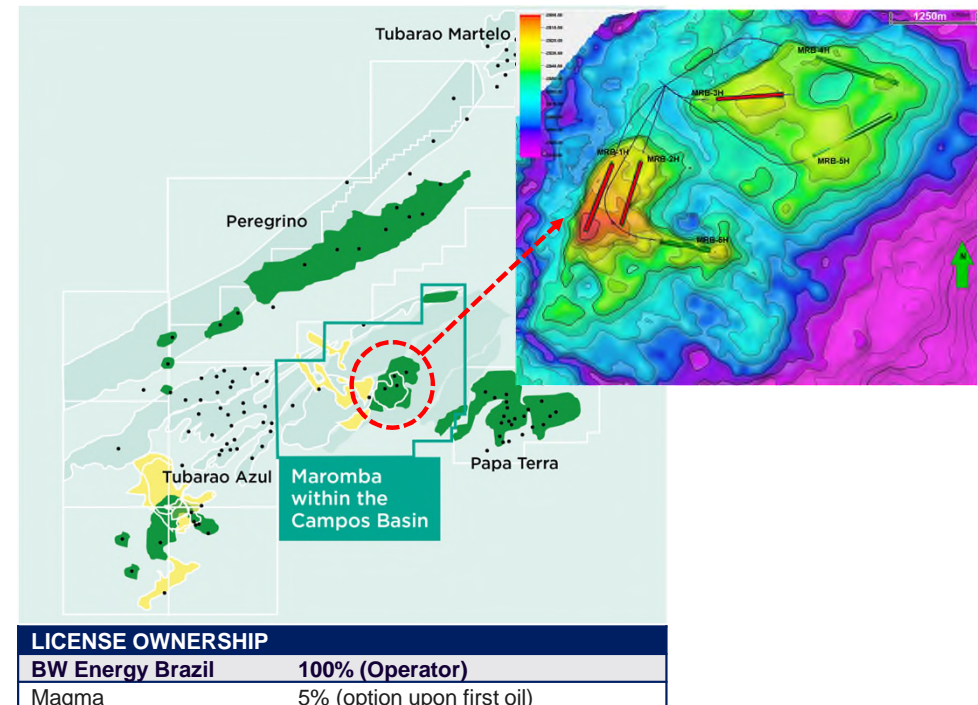 Tubarao Martelo
1250m
MRB-4H
MRB-3H
MRB-1H
MRB-2H
MRB-5H
MRB-6H
N
Peregrino
Tubarao Azul
Papa Terra
Maromba
within the
Campos Basin
LICENSE OWNERSHIP
BW Energy Brazil 100% (Operator)
Magma 5% (option upon first oil)